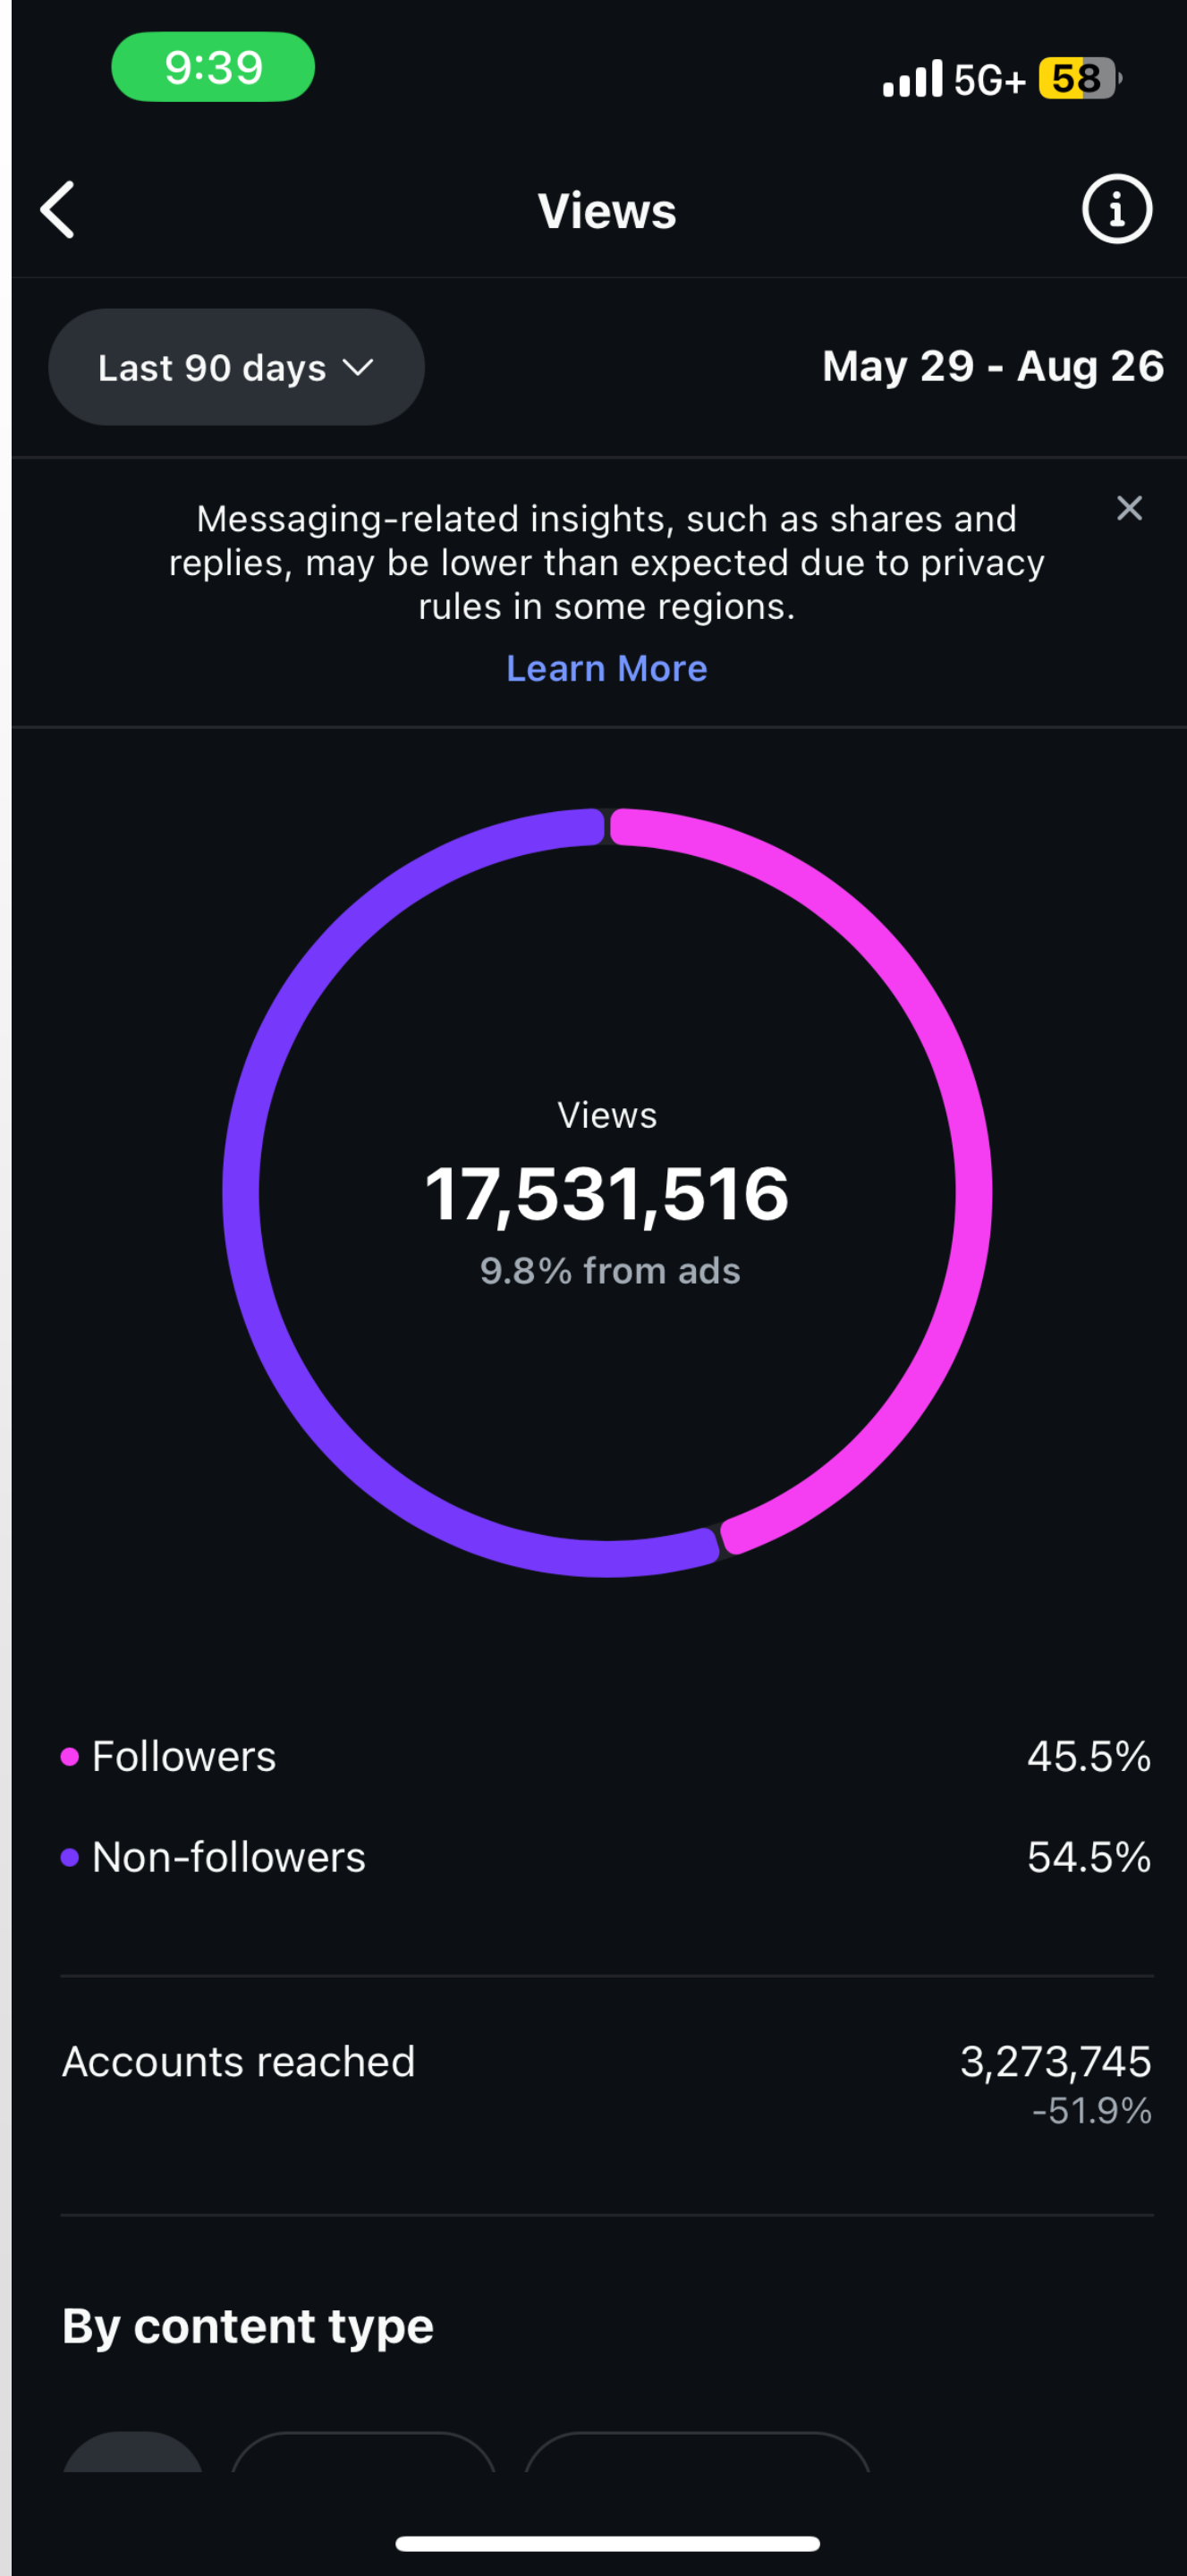 9:39
5G+ 58
Views
Last 90 days
May 29 - Aug 26
Messaging-related insights, such as shares and
replies, may be lower than expected due to privacy
rules in some regions.
Learn More
Views
17,531,516
9.8% from ads
Followers 45.5%
Non-followers 54.5%
Accounts reached 3,273,745
-51.9%
By content type